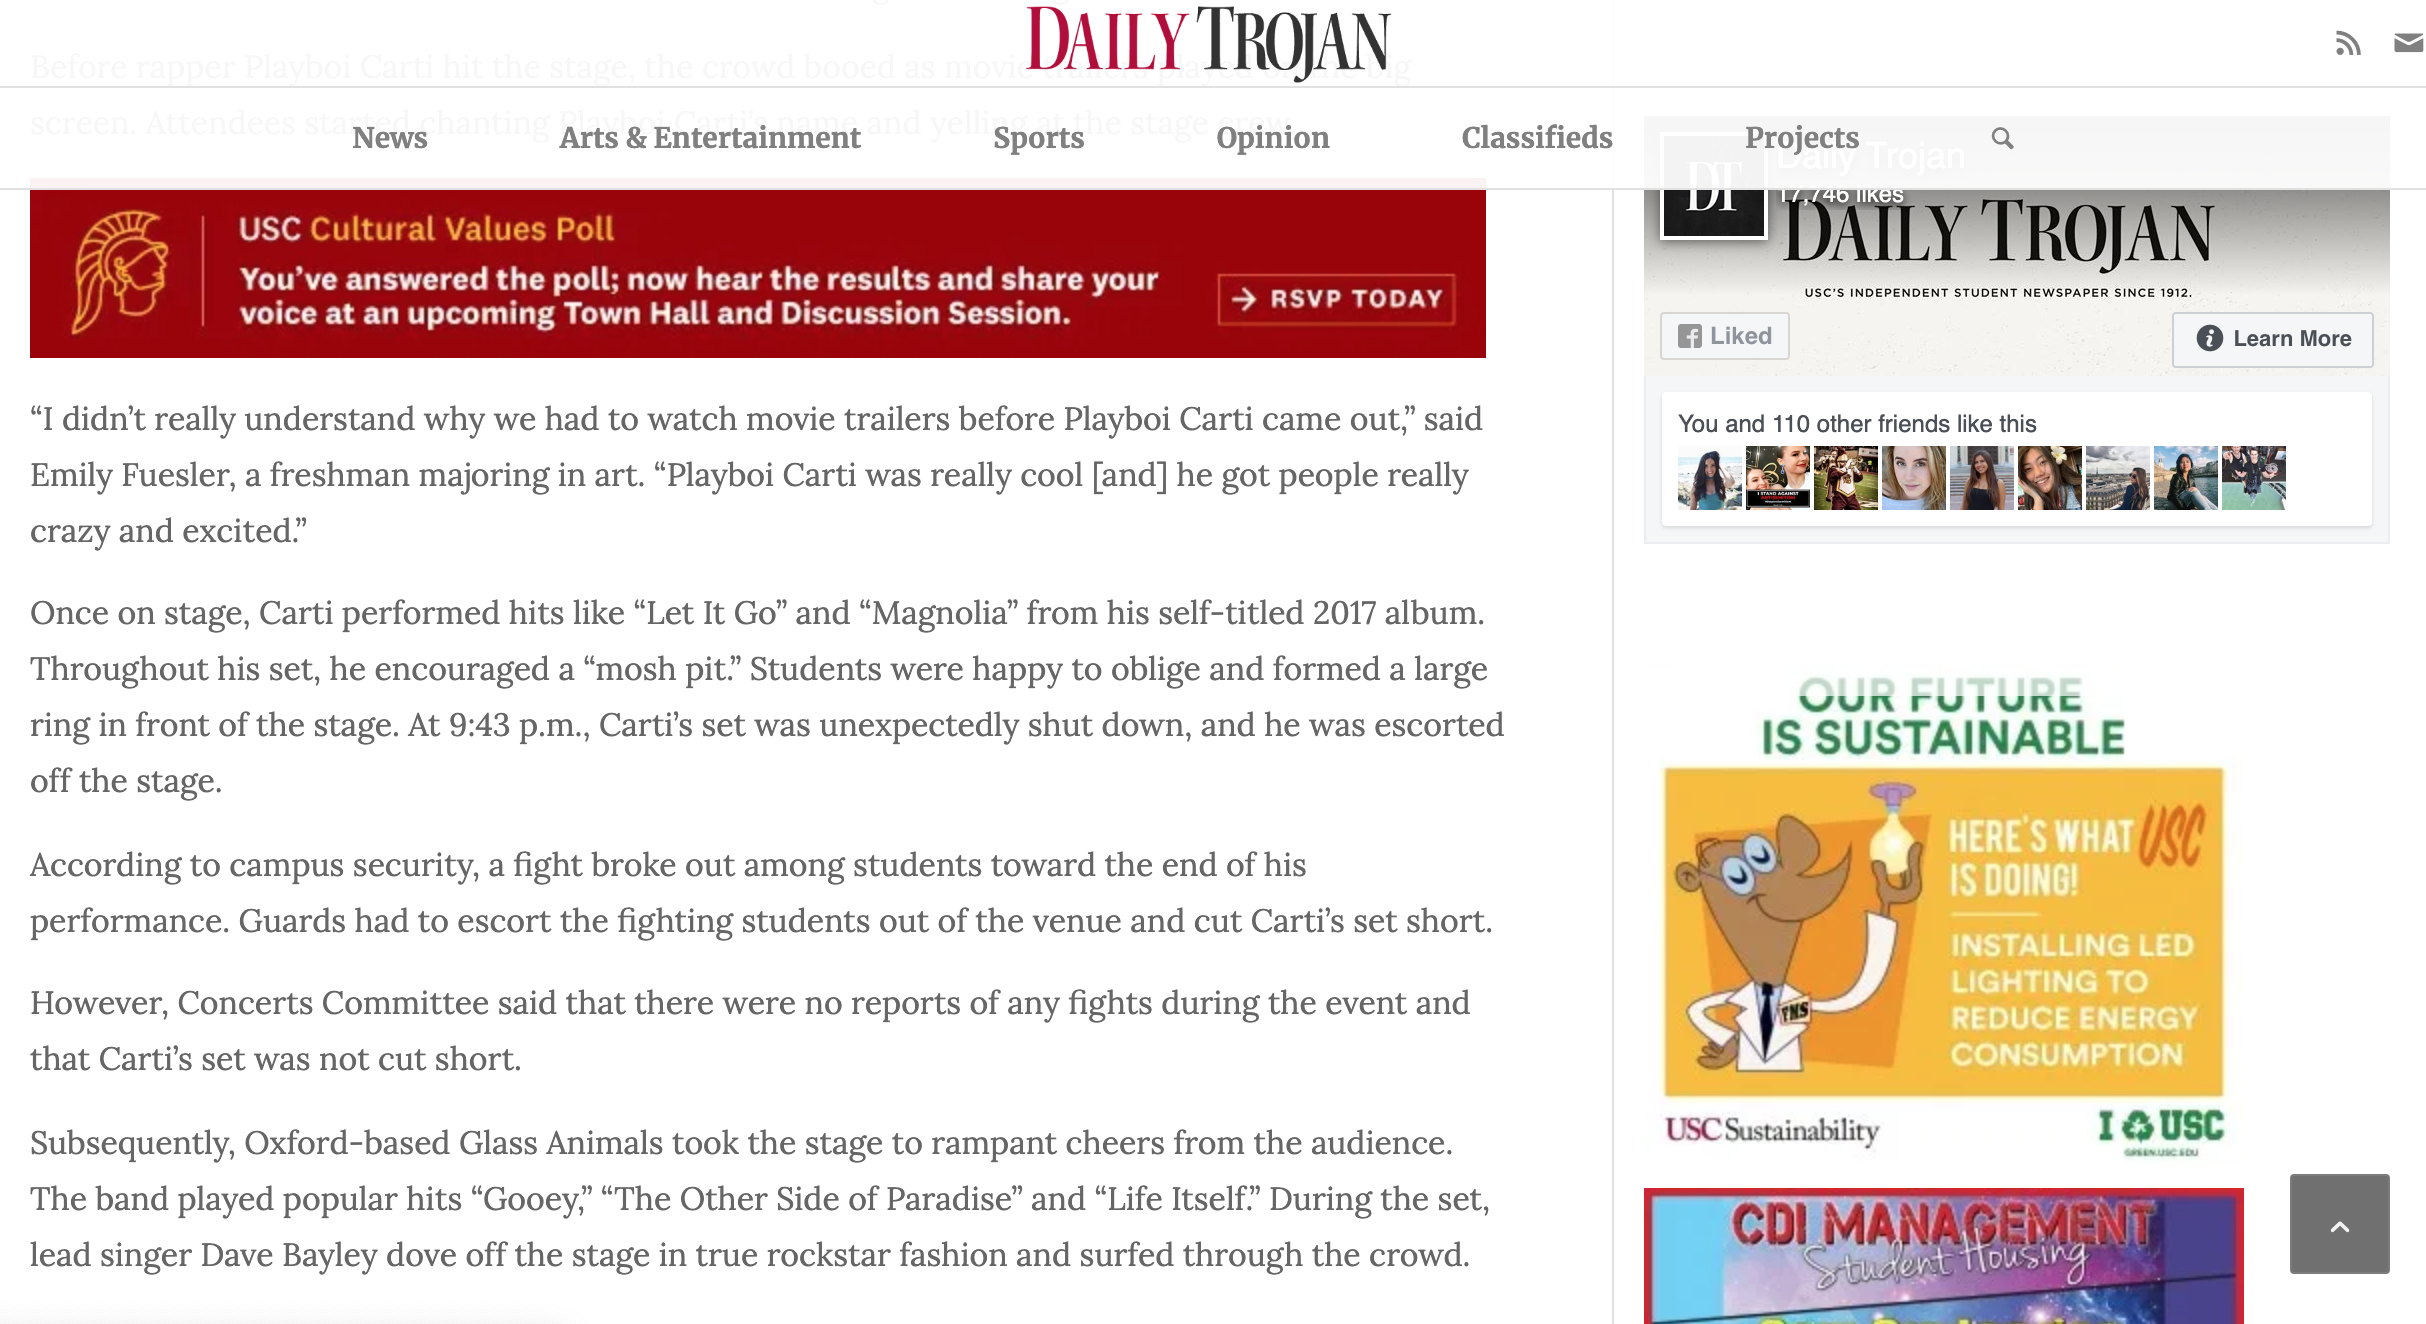 DAILY TROJAN
Before rapper Playboi Carti hit the stage, the crowd booed as movie trailers played on the big
screen. Attendees started chanting Playboi Carti’s name and yelling at the stage crew.
News
Arts & Entertainment
Sports
Opinion
Classifieds
Projects
USC Cultural Values Poll
You’ve answered the poll; now hear the results and share your
voice at an upcoming Town Hall and Discussion Session.
→ RSVP TODAY
“I didn’t really understand why we had to watch movie trailers before Playboi Carti came out,” said
Emily Fuesler, a freshman majoring in art. “Playboi Carti was really cool [and] he got people really
crazy and excited.”
Once on stage, Carti performed hits like “Let It Go” and “Magnolia” from his self-titled 2017 album.
Throughout his set, he encouraged a “mosh pit.” Students were happy to oblige and formed a large
ring in front of the stage. At 9:43 p.m., Carti’s set was unexpectedly shut down, and he was escorted
off the stage.
According to campus security, a fight broke out among students toward the end of his
performance. Guards had to escort the fighting students out of the venue and cut Carti’s set short.
However, Concerts Committee said that there were no reports of any fights during the event and
that Carti’s set was not cut short.
Subsequently, Oxford-based Glass Animals took the stage to rampant cheers from the audience.
The band played popular hits “Gooey,” “The Other Side of Paradise” and “Life Itself.” During the set,
lead singer Dave Bayley dove off the stage in true rockstar fashion and surfed through the crowd.
DT
Daily Trojan
17,746 likes
DAILY TROJAN
USC’S INDEPENDENT STUDENT NEWSPAPER SINCE 1912.
Liked
Learn More
You and 110 other friends like this
OUR FUTURE
IS SUSTAINABLE
HERE’S WHAT USC
IS DOING!
INSTALLING LED
LIGHTING TO
REDUCE ENERGY
CONSUMPTION
FMS
USC Sustainability
I USC
GREEN.USC.EDU
CDI MANAGEMENT
Student Housing